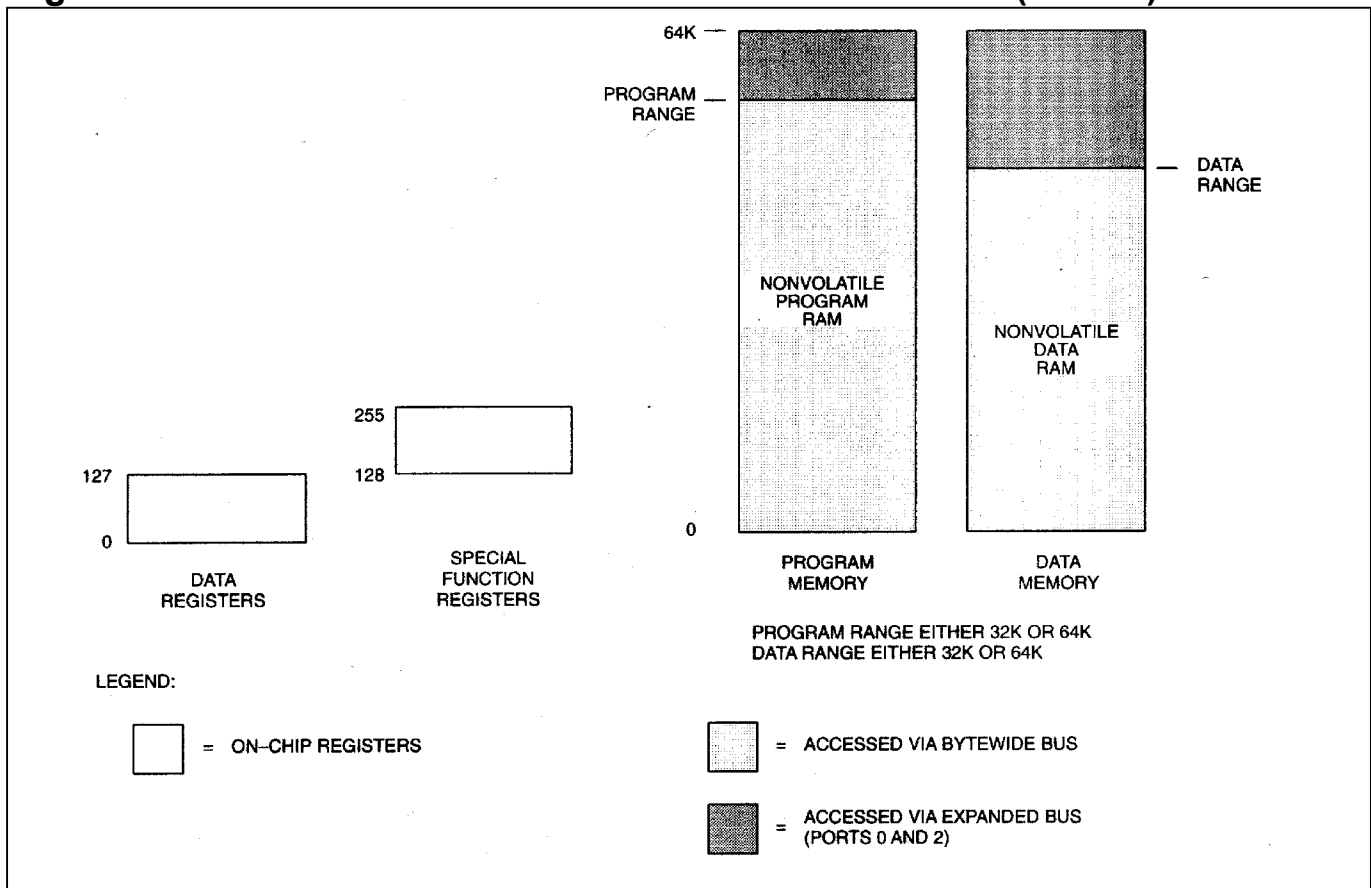 64K
PROGRAM
RANGE
DATA
RANGE
NONVOLATILE
PROGRAM
RAM
NONVOLATILE
DATA
RAM
255
128
127
0
0
DATA
REGISTERS
SPECIAL
FUNCTION
REGISTERS
PROGRAM
MEMORY
DATA
MEMORY
PROGRAM RANGE EITHER 32K OR 64K
DATA RANGE EITHER 32K OR 64K
LEGEND:
= ON–CHIP REGISTERS
= ACCESSED VIA BYTEWIDE BUS
= ACCESSED VIA EXPANDED BUS
(PORTS 0 AND 2)